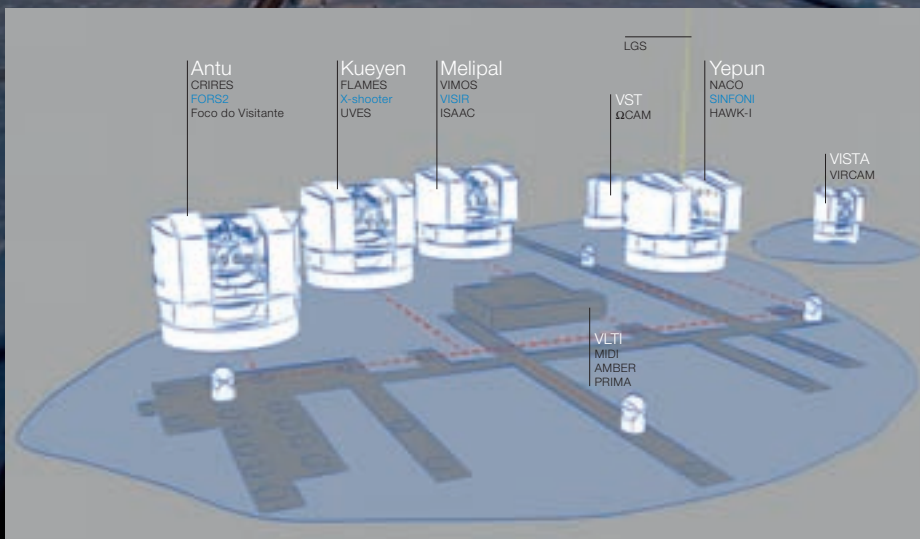 Antu
CRIRES
FORS2
Foco do Visitante
Kueyen
FLAMES
X-shooter
UVES
Melipal
VIMOS
VISIR
ISAAC
LGS
VST
ΩCAM
Yepun
NACO
SINFONI
HAWK-I
VISTA
VIRCAM
VLTI
MIDI
AMBER
PRIMA